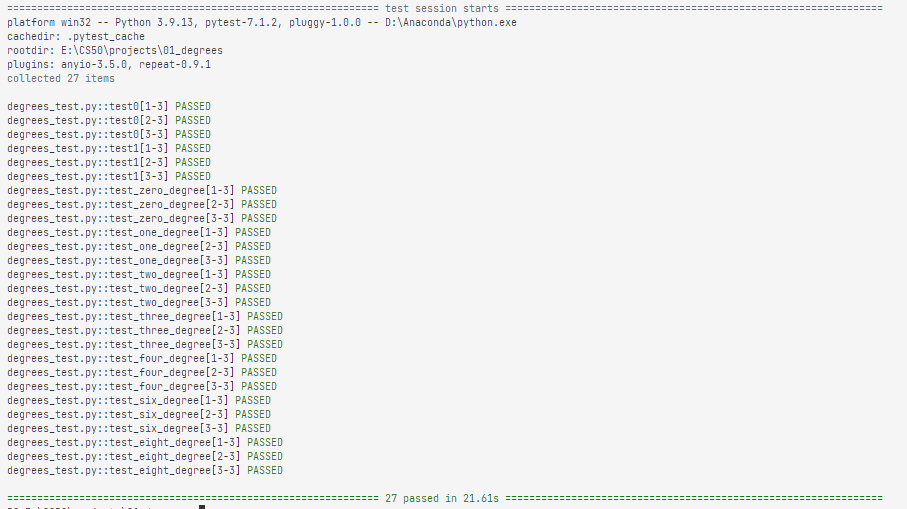 ============================================================== test session starts ===============================================================
platform win32 -- Python 3.9.13, pytest-7.1.2, pluggy-1.0.0 -- D:\Anaconda\python.exe
cachedir: .pytest_cache
rootdir: E:\CS50\projects\01_degrees
plugins: anyio-3.5.0, repeat-0.9.1
collected 27 items

degrees_test.py::test0[1-3] PASSED
degrees_test.py::test0[2-3] PASSED
degrees_test.py::test0[3-3] PASSED
degrees_test.py::test1[1-3] PASSED
degrees_test.py::test1[2-3] PASSED
degrees_test.py::test1[3-3] PASSED
degrees_test.py::test_zero_degree[1-3] PASSED
degrees_test.py::test_zero_degree[2-3] PASSED
degrees_test.py::test_zero_degree[3-3] PASSED
degrees_test.py::test_one_degree[1-3] PASSED
degrees_test.py::test_one_degree[2-3] PASSED
degrees_test.py::test_one_degree[3-3] PASSED
degrees_test.py::test_two_degree[1-3] PASSED
degrees_test.py::test_two_degree[2-3] PASSED
degrees_test.py::test_two_degree[3-3] PASSED
degrees_test.py::test_three_degree[1-3] PASSED
degrees_test.py::test_three_degree[2-3] PASSED
degrees_test.py::test_three_degree[3-3] PASSED
degrees_test.py::test_four_degree[1-3] PASSED
degrees_test.py::test_four_degree[2-3] PASSED
degrees_test.py::test_four_degree[3-3] PASSED
degrees_test.py::test_six_degree[1-3] PASSED
degrees_test.py::test_six_degree[2-3] PASSED
degrees_test.py::test_six_degree[3-3] PASSED
degrees_test.py::test_eight_degree[1-3] PASSED
degrees_test.py::test_eight_degree[2-3] PASSED
degrees_test.py::test_eight_degree[3-3] PASSED

============================================================== 27 passed in 21.61s ===============================================================